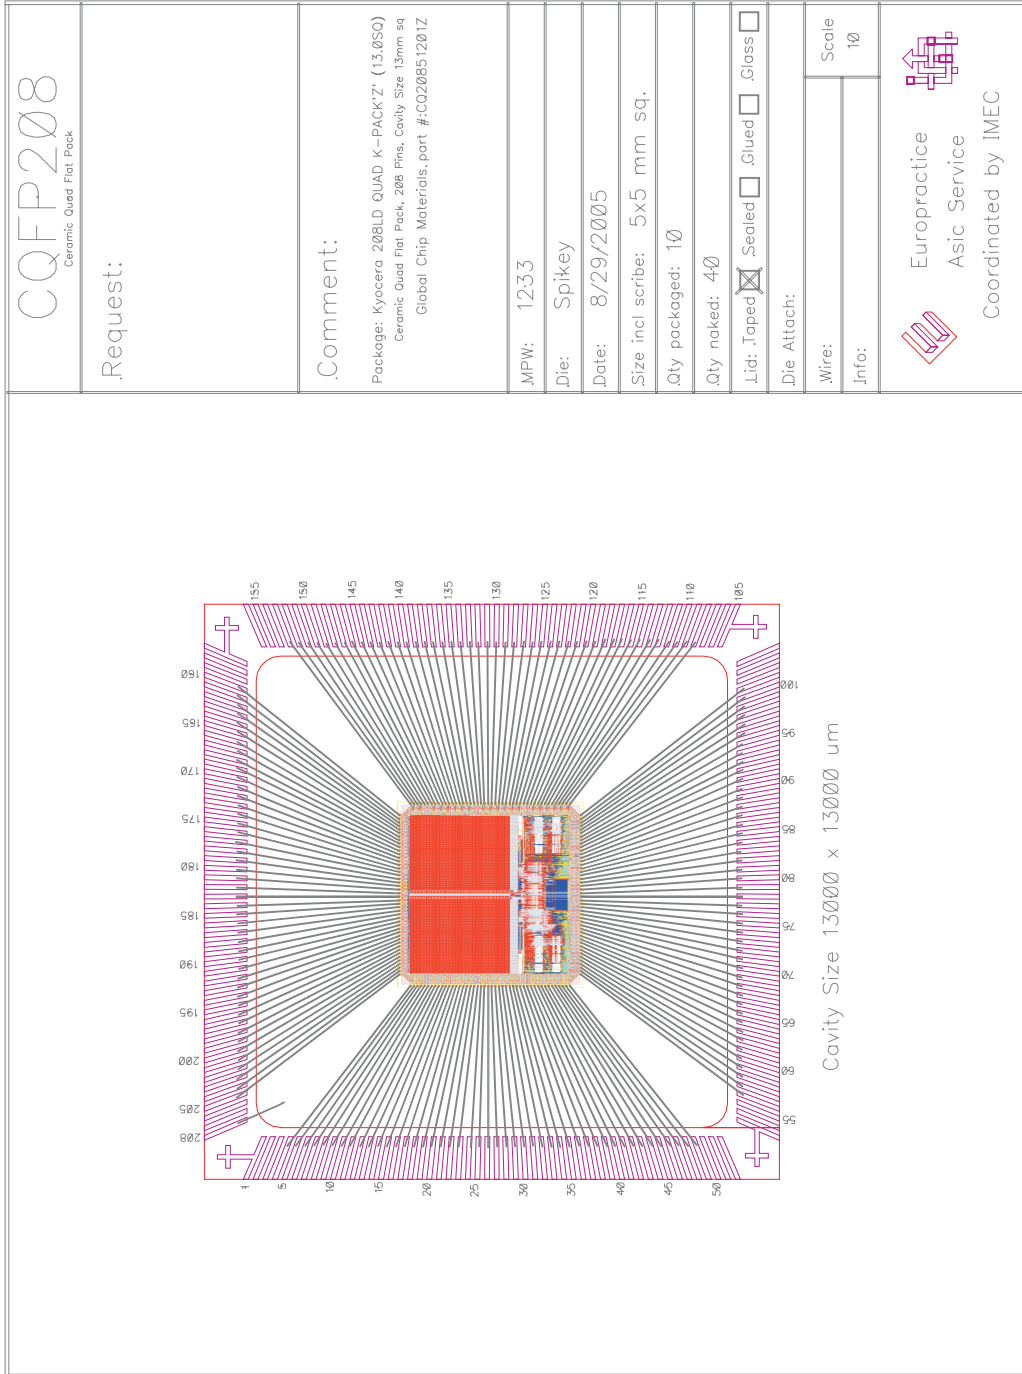 CQFP208
Ceramic Quad Flat Pack
Request:
Comment:
Package: Kyocera 208LD QUAD K-PACK'Z' (13.0SQ)
Ceramic Quad Flat Pack, 208 Pins, Cavity Size 13mm sq
Global Chip Materials, part #:CQ20851201Z
MPW: 1233
Die: Spikey
Date: 8/29/2005
Size incl scribe: 5x5 mm sq.
Qty packaged: 10
Qty naked: 40
Lid: Taped Sealed Glued Glass
Die Attach:
Wire:
Scale
10
Info:
Europractice
Asic Service
Coordinated by IMEC
155
150
145
140
135
130
125
120
115
110
105
160
165
170
175
180
185
190
195
200
205
208
100
95
90
85
80
75
70
65
60
55
1
5
10
15
20
25
30
35
40
45
50
Cavity Size 13000 x 13000 um